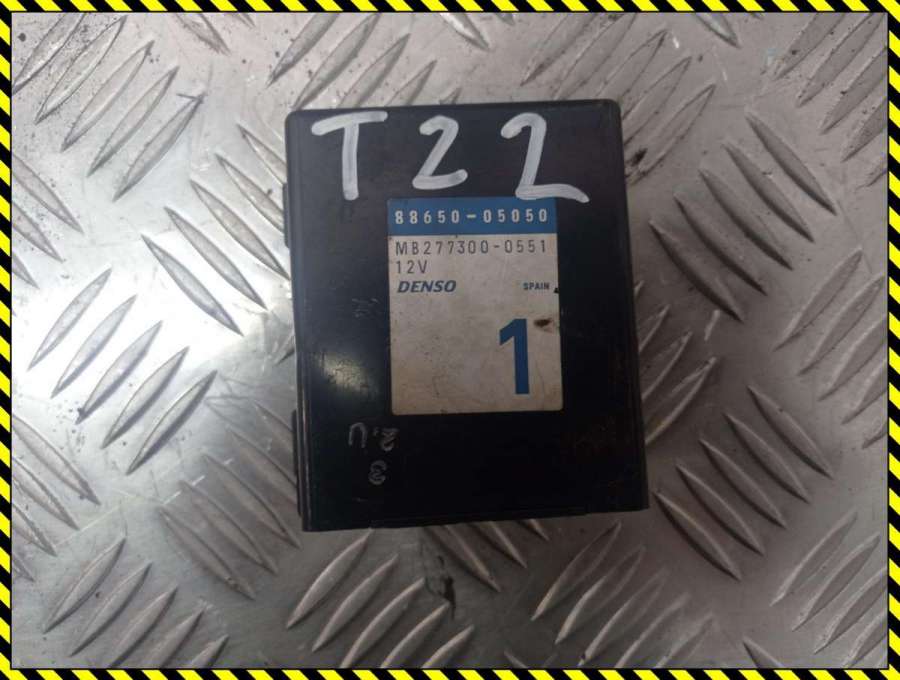 T22
88650-05050
MB277300-0551
12V
DENSO SPAIN
1